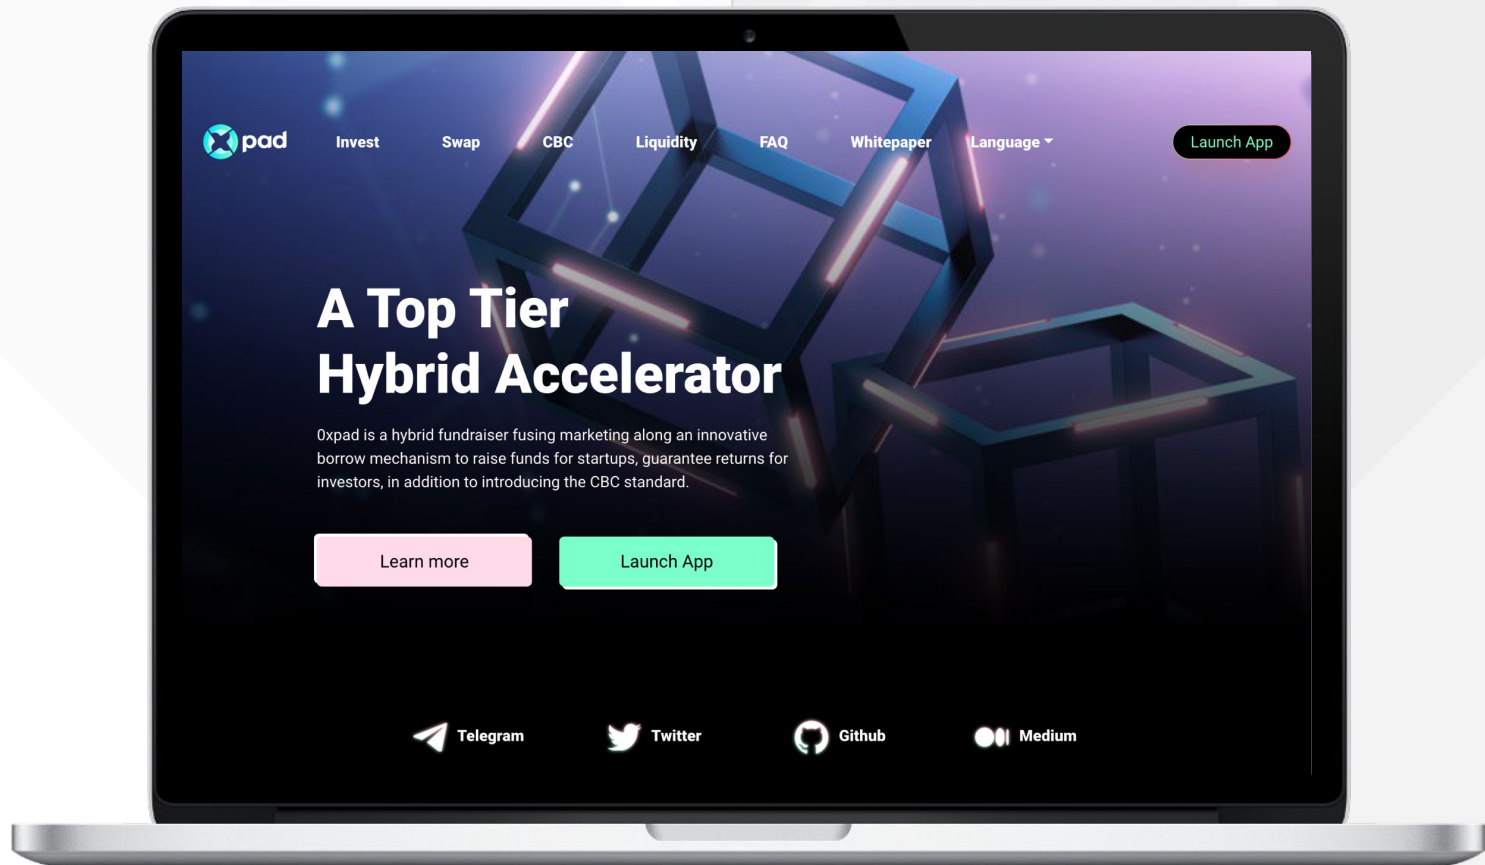 pad
Invest
Swap
CBC
Liquidity
FAQ
Whitepaper
Language
Launch App
A Top Tier
Hybrid Accelerator
0xpad is a hybrid fundraiser fusing marketing along an innovative
borrow mechanism to raise funds for startups, guarantee returns for
investors, in addition to introducing the CBC standard.
Learn more
Launch App
Telegram
Twitter
Github
Medium